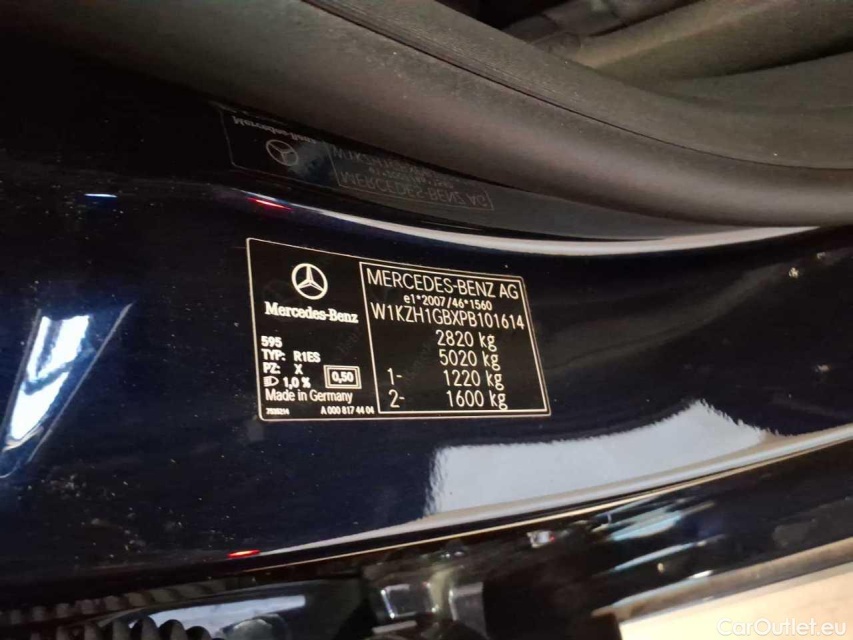 Mercedes-Benz
595
TYP: R1ES
PZ: X
1,0 % 0,50
Made in Germany
A 000 817 44 04
MERCEDES-BENZ AG
e1*2007/46*1560
W1KZH1GBXPB101614
2820 kg
5020 kg
1- 1220 kg
2- 1600 kg
CarOutlet.eu